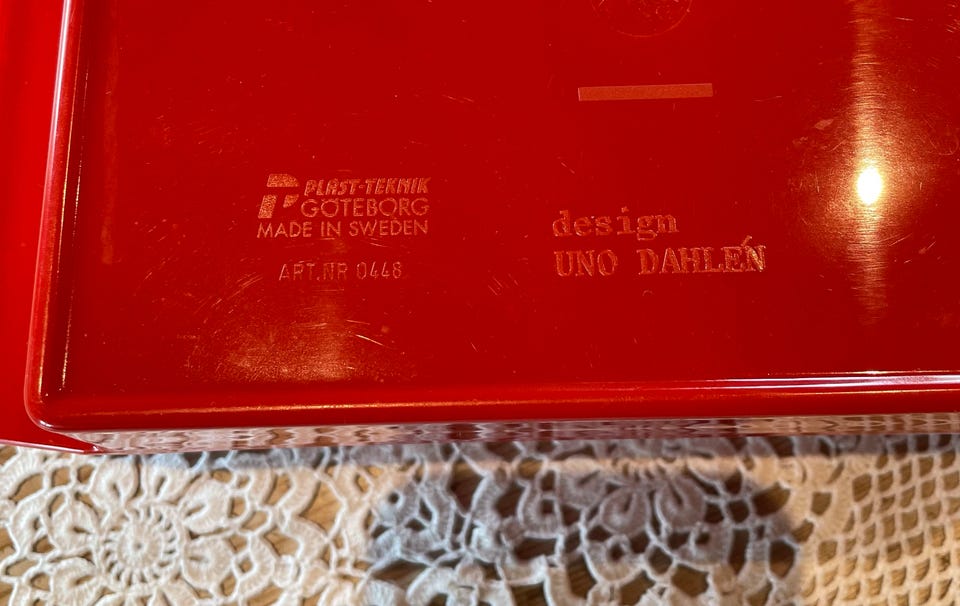 PLAST-TEKNIK
GÖTEBORG
MADE IN SWEDEN
ART.NR 0448
design
UNO DAHLÉN